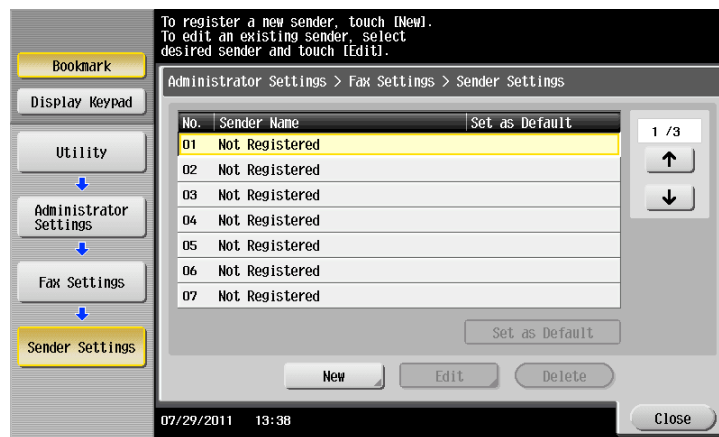 To register a new sender, touch [New].
To edit an existing sender, select
desired sender and touch [Edit].
Bookmark
Display Keypad
Utility
Administrator
Settings
Fax Settings
Sender Settings
Administrator Settings > Fax Settings > Sender Settings
No. Sender Name Set as Default
01 Not Registered
02 Not Registered
03 Not Registered
04 Not Registered
05 Not Registered
06 Not Registered
07 Not Registered
1 /3
↑
↓
Set as Default
New Edit Delete
07/29/2011 13:38
Close